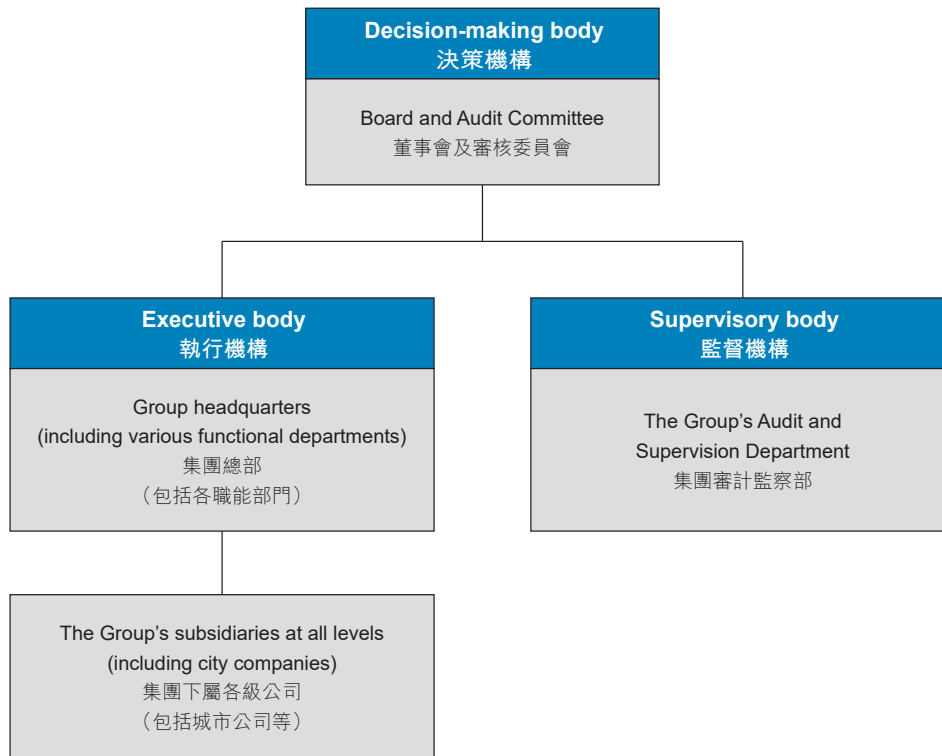 Decision-making body
決策機構
Board and Audit Committee
董事會及審核委員會
Executive body
執行機構
Group headquarters
(including various functional departments)
集團總部
（包括各職能部門）
Supervisory body
監督機構
The Group’s Audit and
Supervision Department
集團審計監察部
The Group’s subsidiaries at all levels
(including city companies)
集團下屬各級公司
（包括城市公司等）